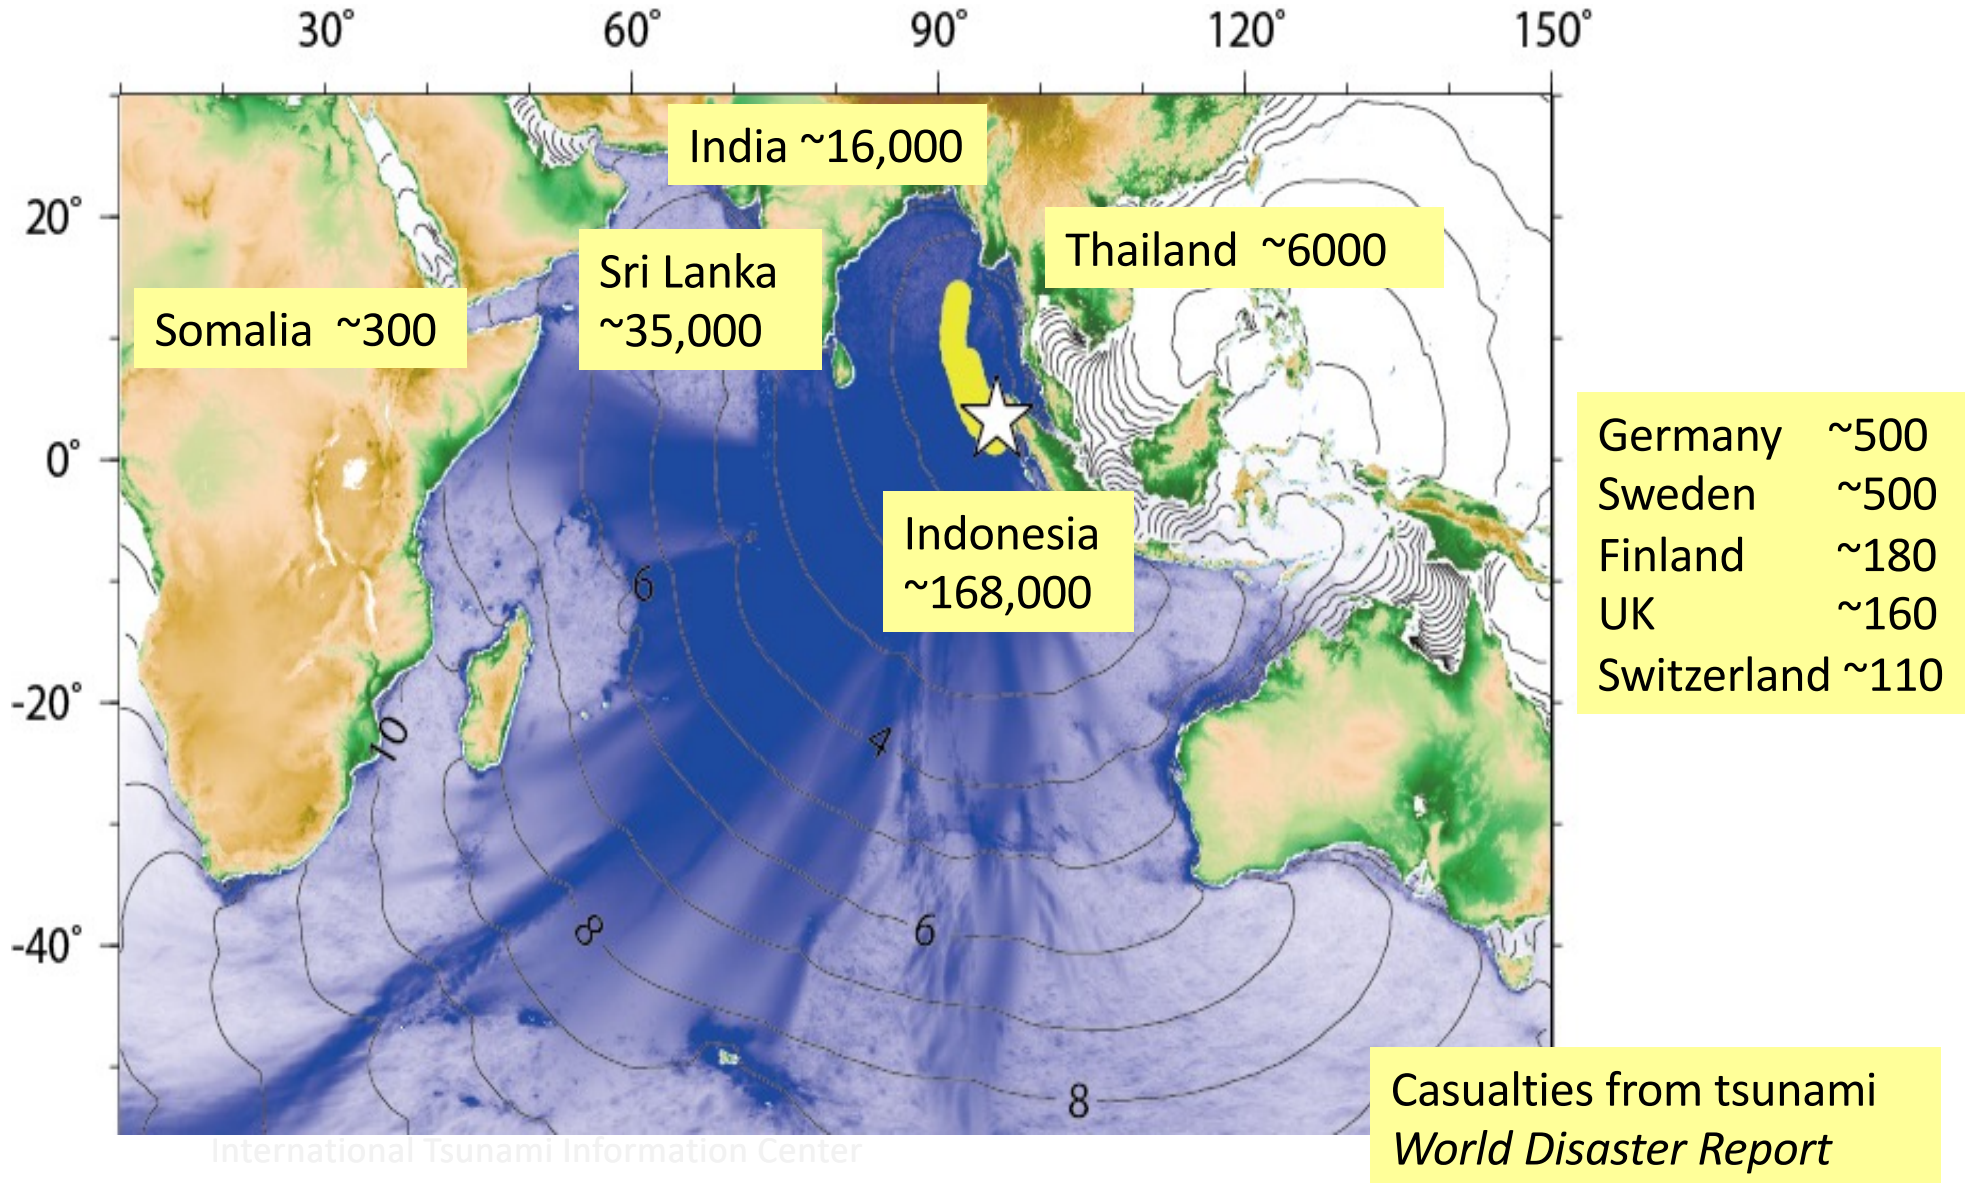 30° 60° 90° 120° 150°
India ~16,000
20°
Thailand ~6000
Sri Lanka
~35,000
Somalia ~300
0°
Germany ~500
Sweden ~500
Finland ~180
UK ~160
Switzerland ~110
Indonesia
~168,000
6
-20°
10
4
8
6
-40°
8
Casualties from tsunami
World Disaster Report
International Tsunami Information Center